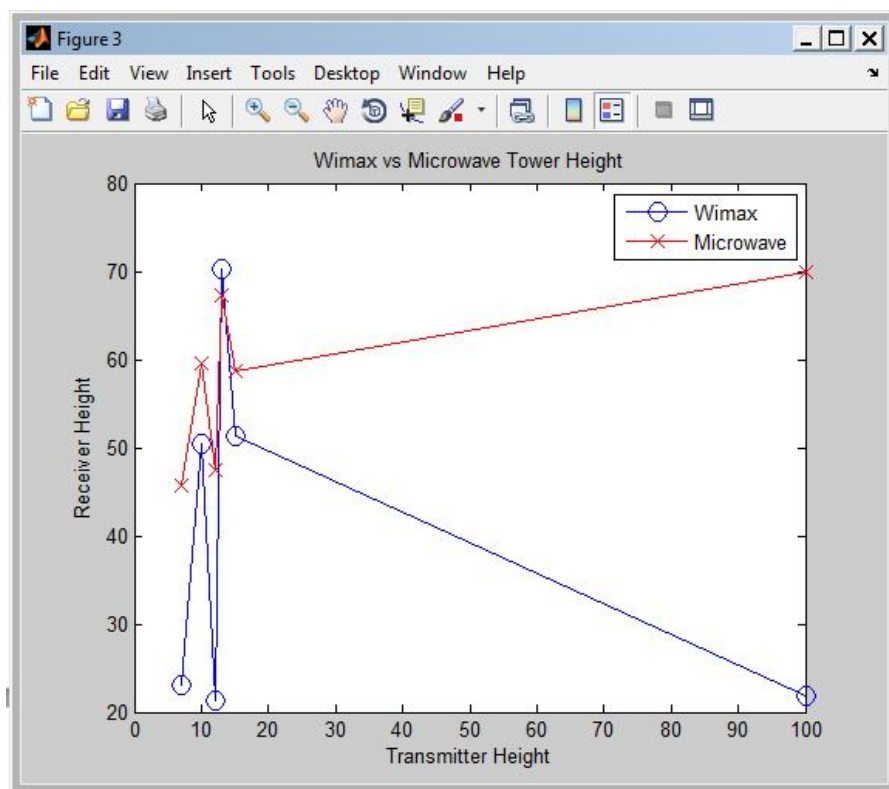 Figure 3
File Edit View Insert Tools Desktop Window Help
Wimax vs Microwave Tower Height
80
70
60
50
40
30
20
Receiver Height
Wimax
Microwave
0 10 20 30 40 50 60 70 80 90 100
Transmitter Height